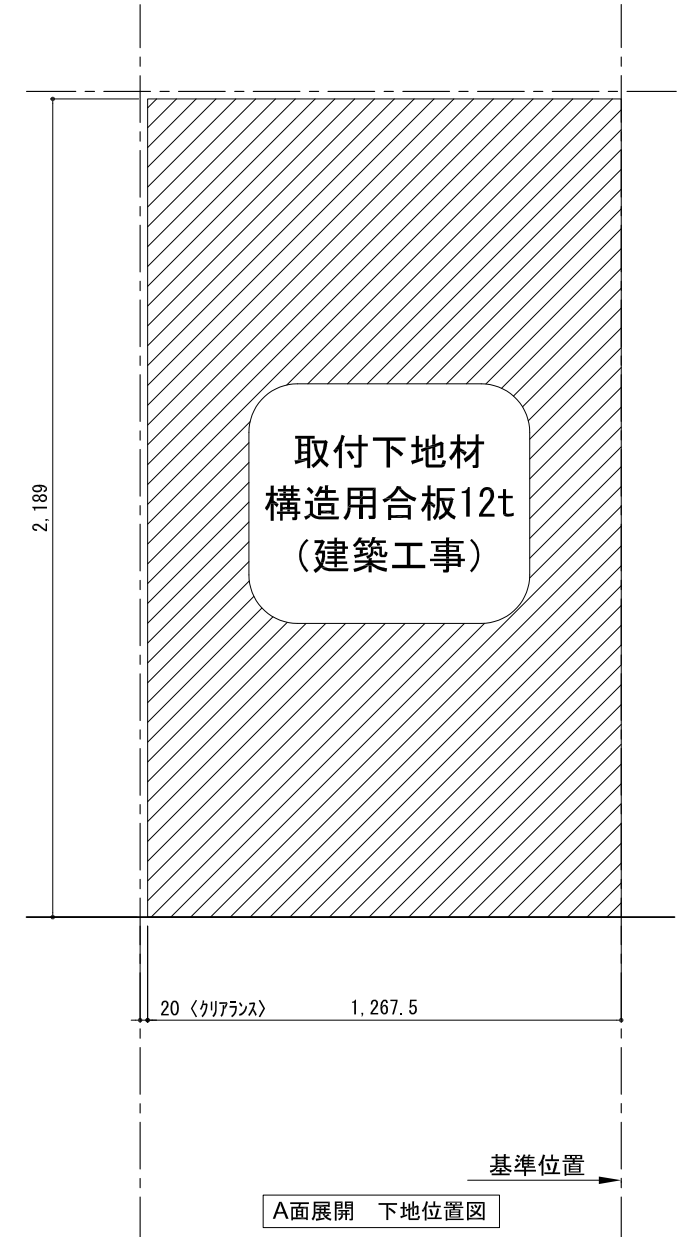 取付下地材
構造用合板12t
(建築工事)
2,189
20 〈クリアランス〉 1,267.5
基準位置
A面展開 下地位置図